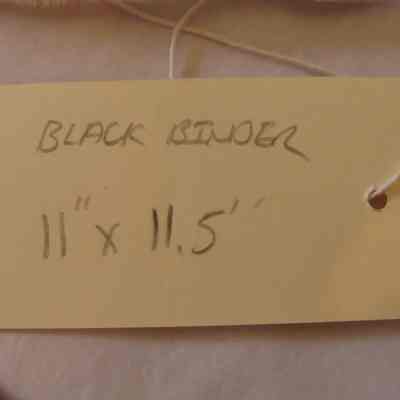 BLACK BINDER
11" x 11.5"